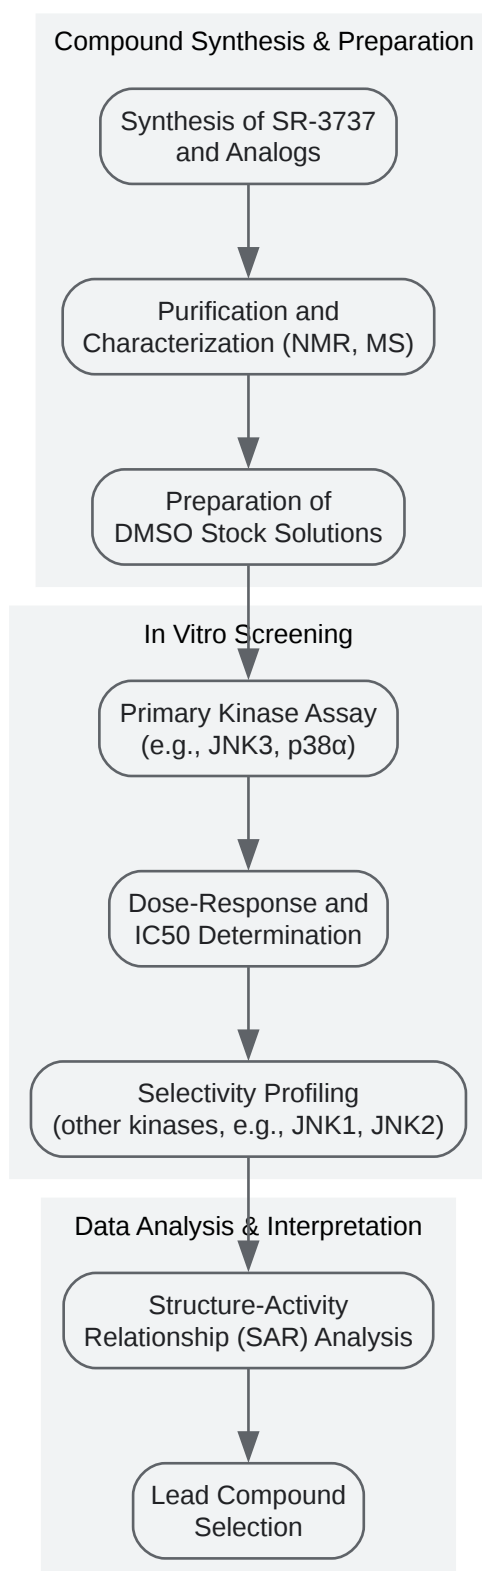 Compound Synthesis & Preparation
Synthesis of SR-3737
and Analogs
Purification and
Characterization (NMR, MS)
Preparation of
DMSO Stock Solutions
In Vitro Screening
Primary Kinase Assay
(e.g., JNK3, p38α)
Dose-Response and
IC50 Determination
Selectivity Profiling
(other kinases, e.g., JNK1, JNK2)
Data Analysis & Interpretation
Structure-Activity
Relationship (SAR) Analysis
Lead Compound
Selection